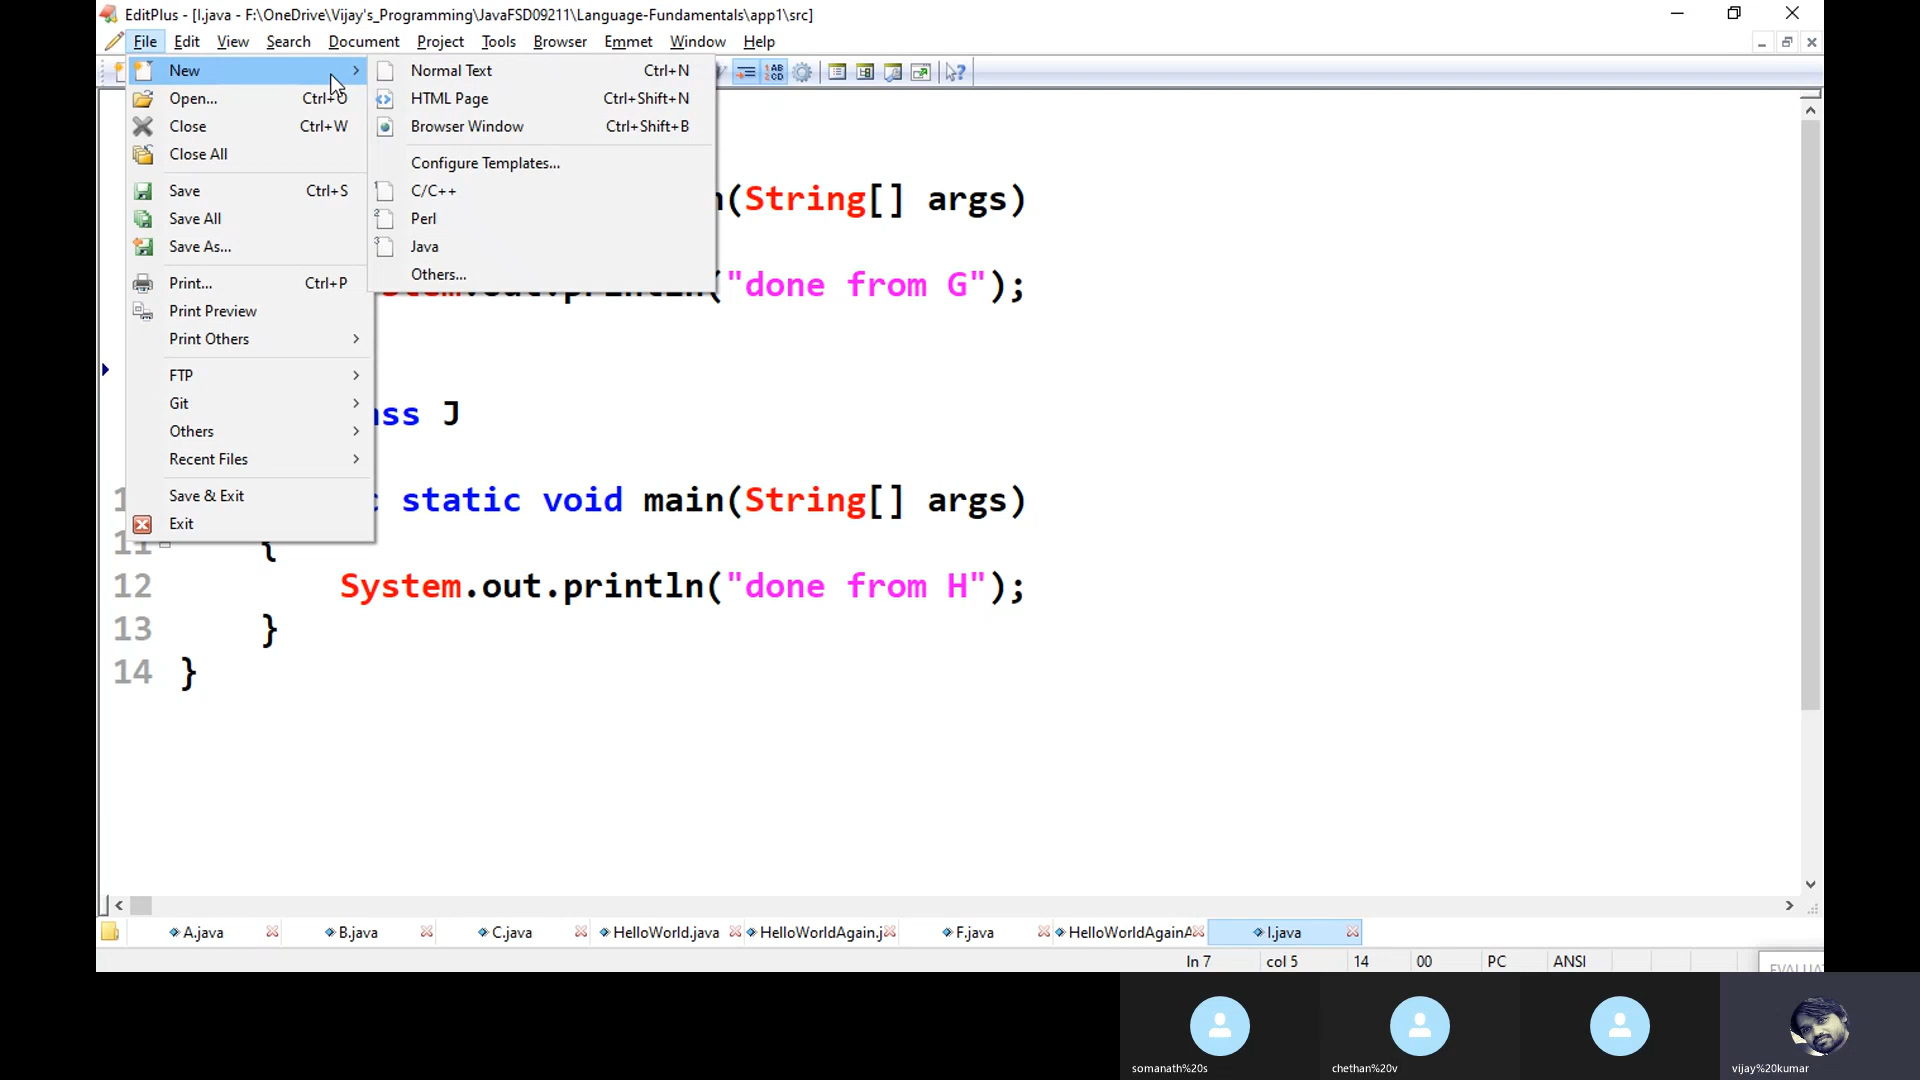 EditPlus - [I.java - F:\OneDrive\Vijay's_Programming\JavaFSD09211\Language-Fundamentals\app1\src]
File Edit View Search Document Project Tools Browser Emmet Window Help
New
Open... Ctrl+O
Close Ctrl+W
Close All
Save Ctrl+S
Save All
Save As...
Print... Ctrl+P
Print Preview
Print Others
FTP
Git
Others
Recent Files
Save & Exit
Exit
Normal Text Ctrl+N
HTML Page Ctrl+Shift+N
Browser Window Ctrl+Shift+B
Configure Templates...
1 C/C++
2 Perl
3 Java
Others...
(String[] args)
("done from G");
J
static void main(String[] args)
11 {
12 System.out.println("done from H");
13 }
14 }
A.java B.java C.java HelloWorld.java HelloWorldAgain.j F.java HelloWorldAgainA I.java
ln 7 col 5 14 00 PC ANSI
somanath%20s chethan%20v vijay%20kumar